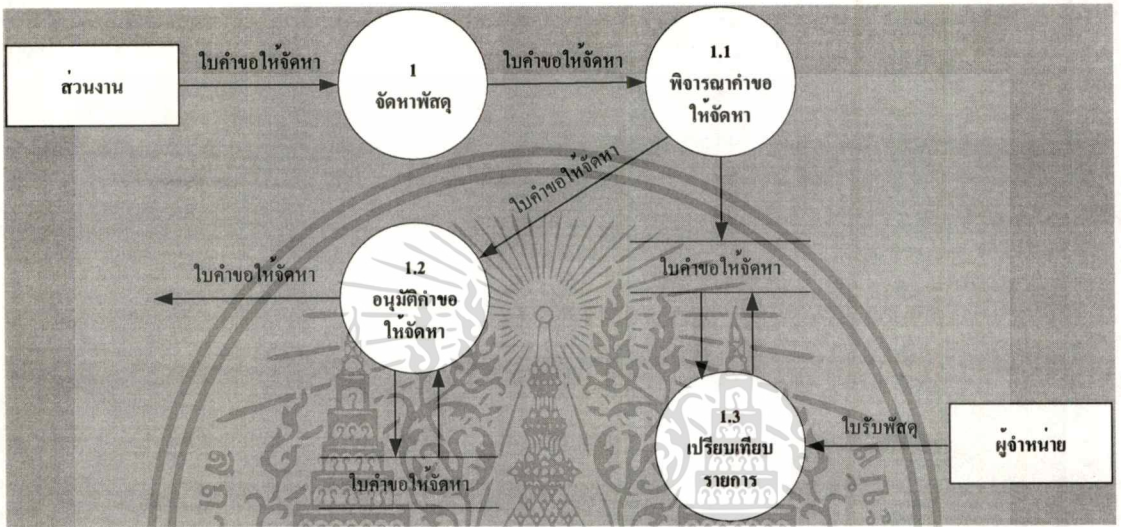 ส่วนงาน
ใบคำขอให้จัดหา
1
จัดหาพัสดุ
ใบคำขอให้จัดหา
1.1
พิจารณาคำขอ
ให้จัดหา
ใบคำขอให้จัดหา
ใบคำขอให้จัดหา
1.2
อนุมัติคำขอ
ให้จัดหา
ใบคำขอให้จัดหา
ใบคำขอให้จัดหา
1.3
เปรียบเทียบ
รายการ
ใบรับพัสดุ
ผู้จำหน่าย